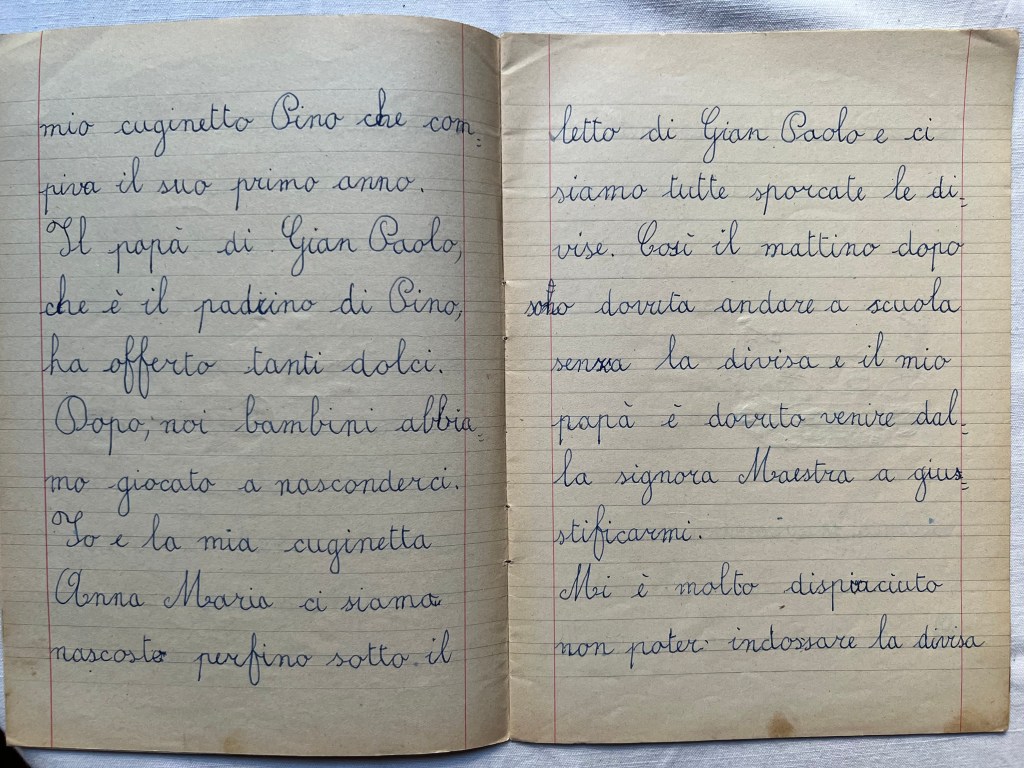 mio cuginetto Pino che com=
piva il suo primo anno.
Il papà di Gian Paolo,
che è il padrino di Pino,
ha offerto tanti dolci.
Dopo, noi bambini abbia=
mo giocato a nasconderci.
Io e la mia cuginetta
Anna Maria ci siamo
nascoste perfino sotto il
letto di Gian Paolo e ci
siamo tutte sporcate le di=
vise. Così il mattino dopo
sono dovuta andare a scuola
senza la divisa e il mio
papà è dovuto venire dal=
la signora Maestra a gius=
stificarmi.
Mi è molto dispiaciuto
non poter indossare la divisa